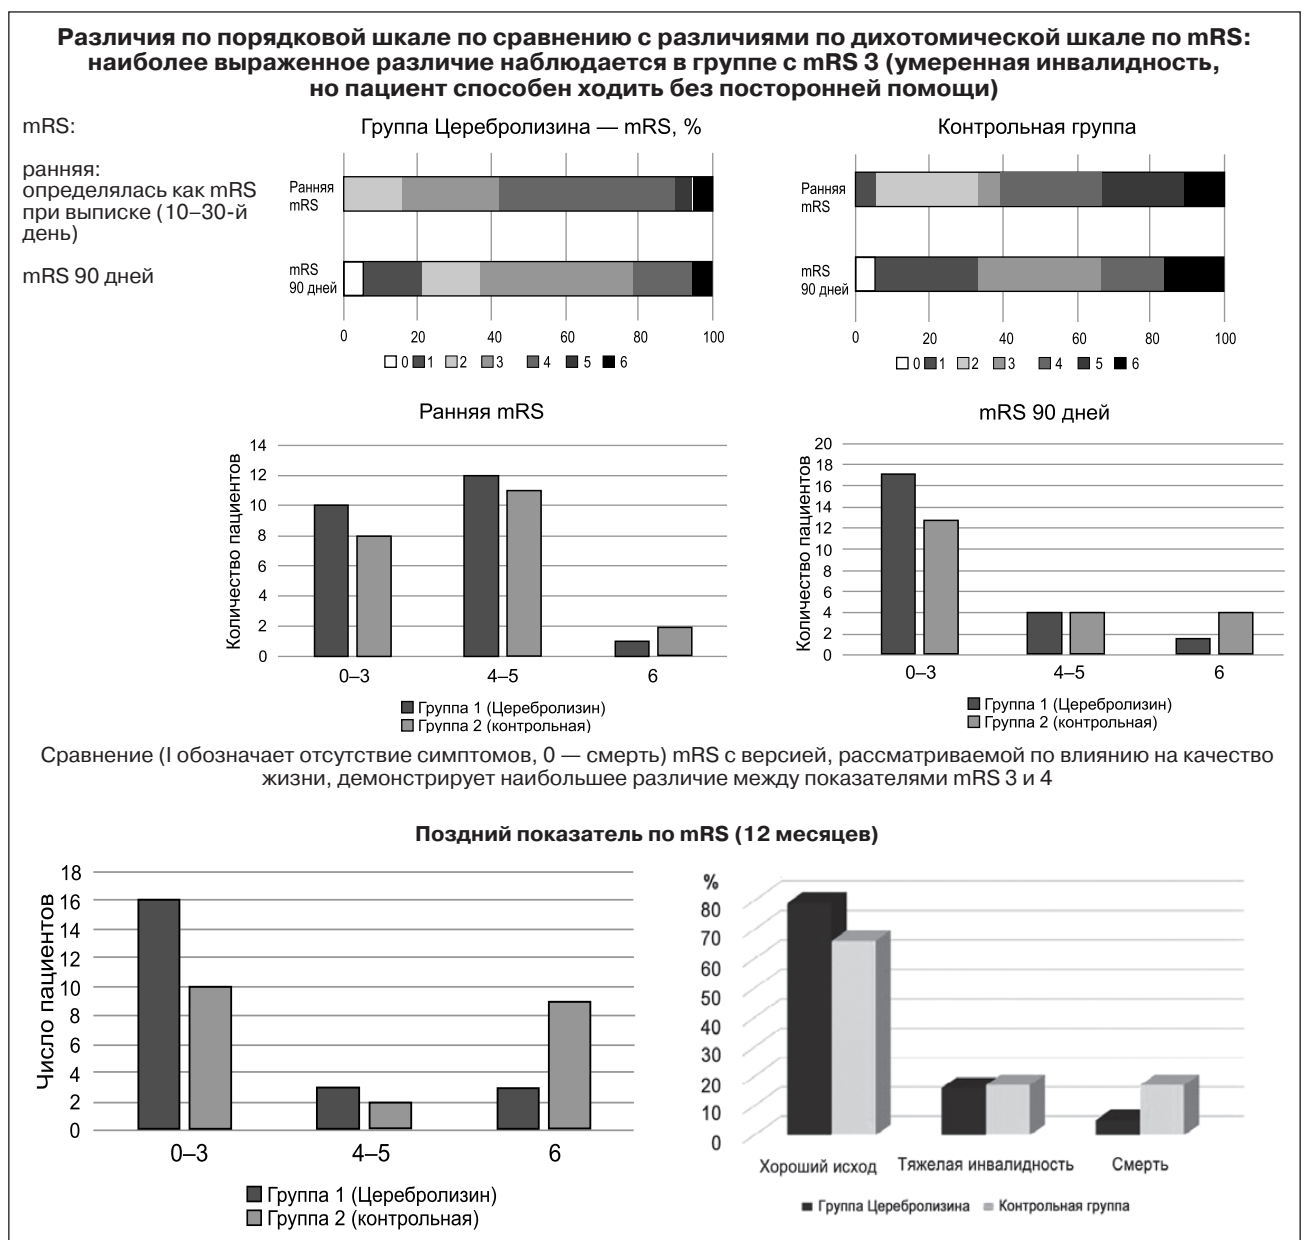 Различия по порядковой шкале по сравнению с различиями по дихотомической шкале по mRS:
наиболее выраженное различие наблюдается в группе с mRS 3 (умеренная инвалидность,
но пациент способен ходить без посторонней помощи)
mRS:
ранняя:
определялась как mRS
при выписке (10–30-й
день)
mRS 90 дней
Группа Церебролизина — mRS, %
Ранняя
mRS
mRS
90 дней
0 20 40 60 80 100
0 1 2 3 4 5 6
Контрольная группа
Ранняя
mRS
mRS
90 дней
0 20 40 60 80 100
0 1 2 3 4 5 6
Ранняя mRS
Количество пациентов
14
12
10
8
6
4
2
0
0–3 4–5 6
Группа 1 (Церебролизин)
Группа 2 (контрольная)
mRS 90 дней
Количество пациентов
20
18
16
14
12
10
8
6
4
2
0
0–3 4–5 6
Группа 1 (Церебролизин)
Группа 2 (контрольная)
Сравнение (I обозначает отсутствие симптомов, 0 — смерть) mRS с версией, рассматриваемой по влиянию на качество
жизни, демонстрирует наибольшее различие между показателями mRS 3 и 4
Поздний показатель по mRS (12 месяцев)
Число пациентов
18
16
14
12
10
8
6
4
2
0
0–3 4–5 6
Группа 1 (Церебролизин)
Группа 2 (контрольная)
%
80
70
60
50
40
30
20
10
0
Хороший исход Тяжелая инвалидность Смерть
Группа Церебролизина Контрольная группа